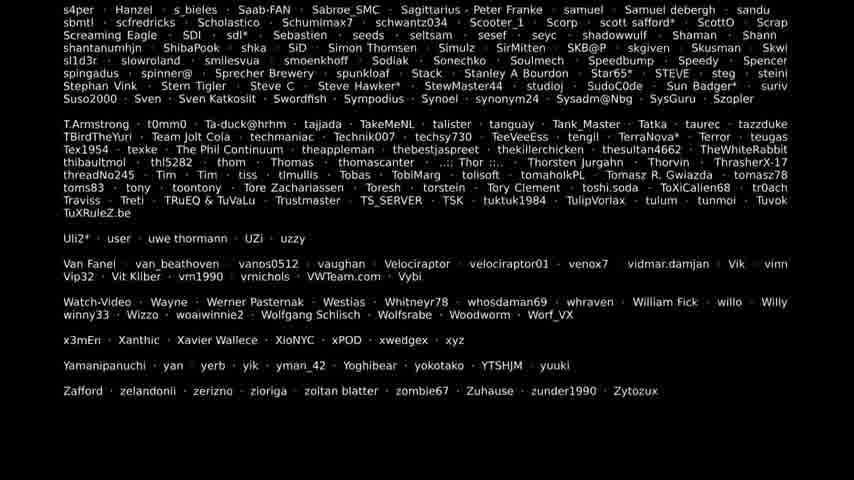 s4per · Hanzel · s_bieles · Saab-FAN · Sabroe_SMC · Sagittarius - Peter Franke · samuel · Samuel debergh · sandu
sbmtl · scfredricks · Scholastico · Schumimax7 · schwantz034 · Scooter_1 · Scorp · scott safford* · ScottO · Scrap
Screaming Eagle · SDI · sdl* · Sebastien · seeds · seltsam · sesef · seyc · shadowwulf · Shaman · Shann
shantanumhjn · ShibaPook · shka · SiD · Simon Thomsen · Simulz · SirMitten · SKB@P · skgiven · Skusman · Skwi
sl1d3r · slowroland · smilesvua · smoenkhoff · Sodiak · Sonechko · Soulmech · Speedbump · Speedy · Spencer
spingadus · spinner@ · Sprecher Brewery · spunkloaf · Stack · Stanley A Bourdon · Star65* · STE\/E · steg · steini
Stephan Vink · Stern Tigler · Steve C · Steve Hawker* · StewMaster44 · studioj · SudoC0de · Sun Badger* · suriv
Suso2000 · Sven · Sven Katkosilt · Swordfish · Sympodius · Synoel · synonym24 · Sysadm@Nbg · SysGuru · Szopler
T.Armstrong · t0mm0 · Ta-duck@hrhm · tajjada · TakeMeNL · talister · tanguay · Tank_Master · Tatka · taurec · tazzduke
TBirdTheYuri · Team Jolt Cola · techmaniac · Technik007 · techsy730 · TeeVeeEss · tengil · TerraNova* · Terror · teugas
Tex1954 · texke · The Phil Continuum · theappleman · thebestjaspreet · thekillerchicken · thesultan4662 · TheWhiteRabbit
thibaultmol · thl5282 · thom · Thomas · thomascanter · ..::: Thor :::.. · Thorsten Jurgahn · Thorvin · ThrasherX-17
threadNo245 · Tim · Tim · tiss · tlmullis · Tobas · TobiMarg · tolisoft · tomaholkPL · Tomasz R. Gwiazda · tomasz78
toms83 · tony · toontony · Tore Zachariassen · Toresh · torstein · Tory Clement · toshi.soda · ToXiCalien68 · tr0ach
Traviss · Treti · TRuEQ & TuVaLu · Trustmaster · TS_SERVER · TSK · tuktuk1984 · TulipVorlax · tulum · tunmoi · Tuvok
TuXRuleZ.be
Uli2* · user · uwe thormann · UZi · uzzy
Van Fanel · van_beathoven · vanos0512 · vaughan · Velociraptor · velociraptor01 · venox7 · vidmar.damjan · Vik · vinn
Vip32 · Vit Kliber · vm1990 · vmichols · VWTeam.com · Vybi
Watch-Video · Wayne · Werner Pasternak · Westias · Whitneyr78 · whosdaman69 · whraven · William Fick · willo · Willy
winny33 · Wizzo · woaiwinnie2 · Wolfgang Schlisch · Wolfsrabe · Woodworm · Worf_VX
x3mEn · Xanthic · Xavier Wallece · XioNYC · xPOD · xwedgex · xyz
Yamanipanuchi · yan · yerb · yik · yman_42 · Yoghibear · yokotako · YTSHJM · yuuki
Zafford · zelandonii · zerizno · zioriga · zoltan blatter · zombie67 · Zuhause · zunder1990 · Zytozux